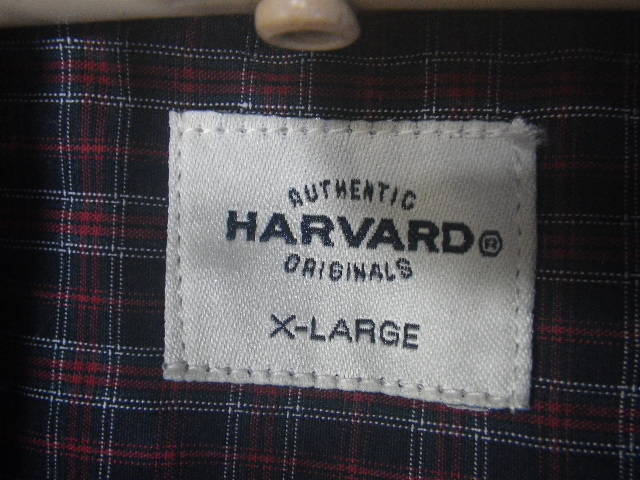 AUTHENTIC
HARVARD®
ORIGINALS
X-LARGE